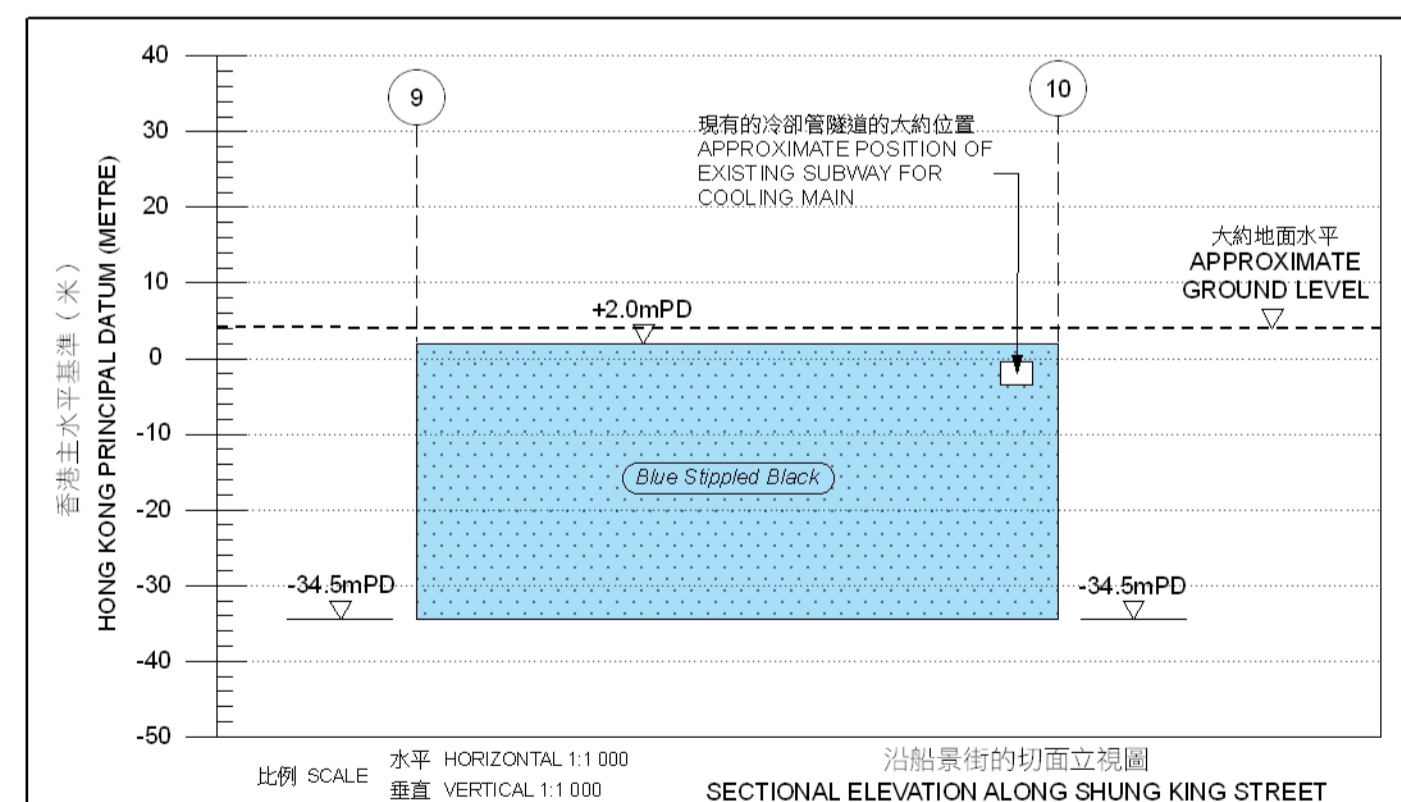 40
30
20
10
0
-10
-20
-30
-40
-50
香港主水平基準（米）
HONG KONG PRINCIPAL DATUM (METRE)
9
10
現有的冷卻管隧道的大約位置
APPROXIMATE POSITION OF
EXISTING SUBWAY FOR
COOLING MAIN
大約地面水平
APPROXIMATE
GROUND LEVEL
+2.0mPD
Blue Stippled Black
-34.5mPD
-34.5mPD
比例 SCALE
水平 HORIZONTAL 1:1 000
垂直 VERTICAL 1:1 000
沿船景街的切面立視圖
SECTIONAL ELEVATION ALONG SHUNG KING STREET